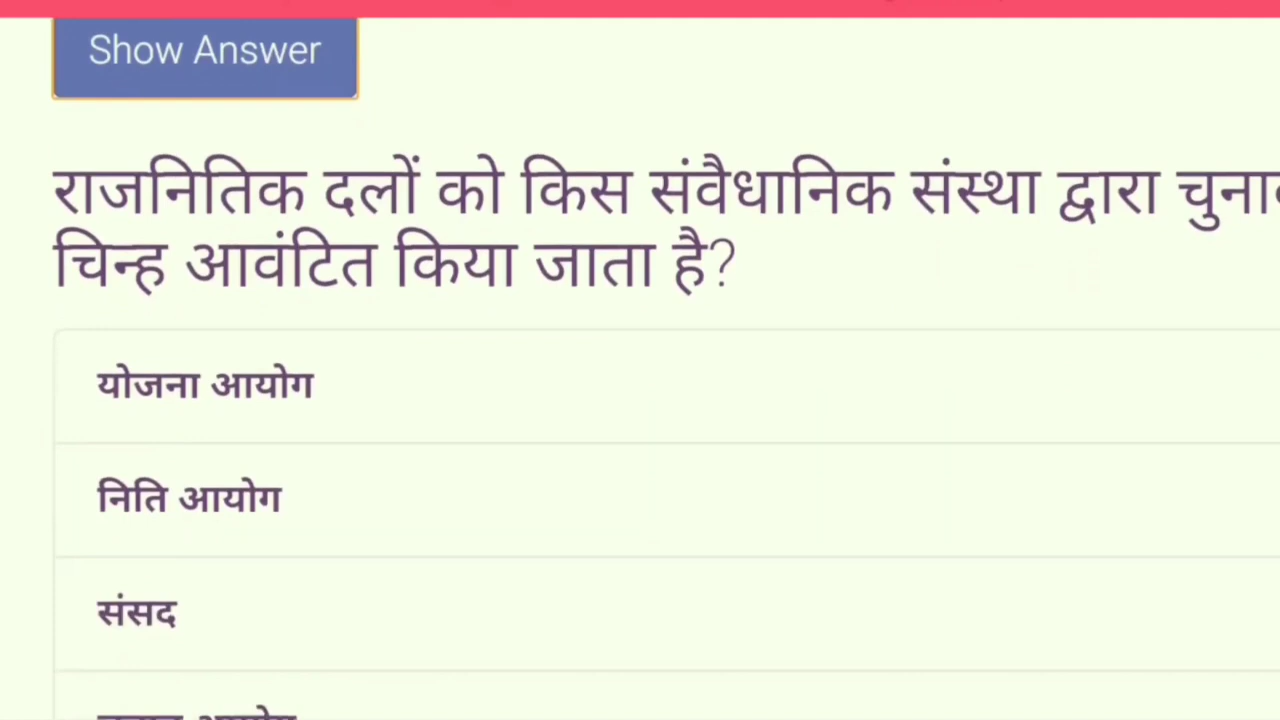 Show Answer
राजनितिक दलों को किस संवैधानिक संस्था द्वारा
चिन्ह आवंटित किया जाता है?
योजना आयोग
निति आयोग
संसद